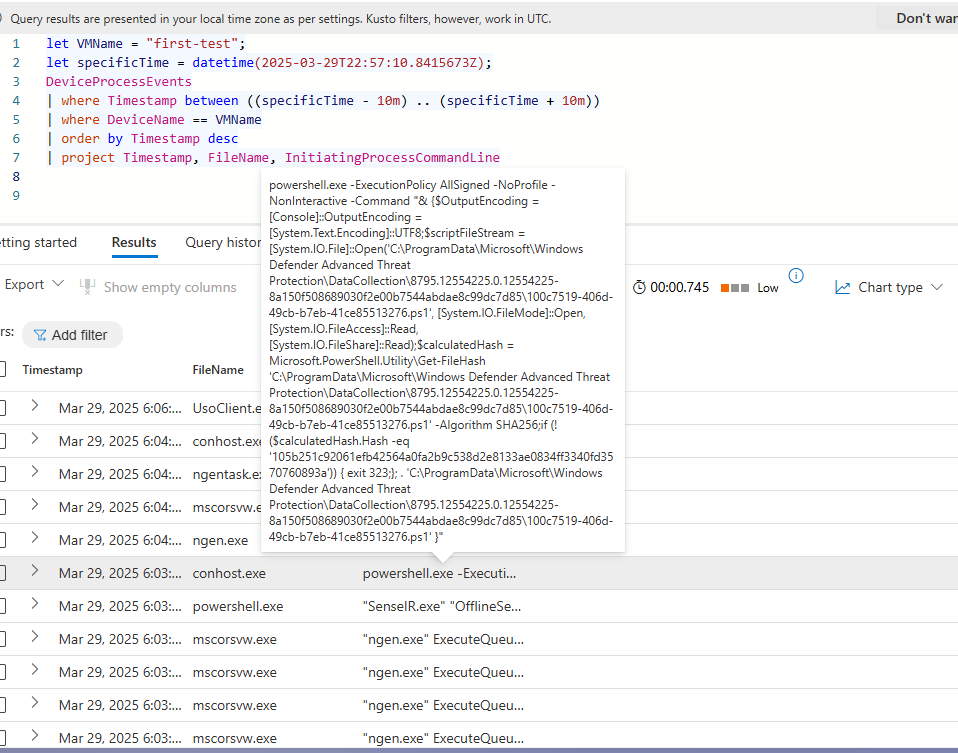 Query results are presented in your local time zone as per settings. Kusto filters, however, work in UTC.
Don't wan
1 let VMName = "first-test";
2 let specificTime = datetime(2025-03-29T22:57:10.8415673Z);
3 DeviceProcessEvents
4 | where Timestamp between ((specificTime - 10m) .. (specificTime + 10m))
5 | where DeviceName == VMName
6 | order by Timestamp desc
7 | project Timestamp, FileName, InitiatingProcessCommandLine
8
9
powershell.exe -ExecutionPolicy AllSigned -NoProfile -
NonInteractive -Command "& {$OutputEncoding =
[Console]::OutputEncoding =
[System.Text.Encoding]::UTF8;$scriptFileStream =
[System.IO.File]::Open('C:\ProgramData\Microsoft\Windows
Defender Advanced Threat
Protection\DataCollection\8795.12554225.0.12554225-
8a150f508689030f2e00b7544abdae8c99dc7d85\100c7519-406d-
49cb-b7eb-41ce85513276.ps1', [System.IO.FileMode]::Open,
[System.IO.FileAccess]::Read,
[System.IO.FileShare]::Read);$calculatedHash =
Microsoft.PowerShell.Utility\Get-FileHash
'C:\ProgramData\Microsoft\Windows Defender Advanced Threat
Protection\DataCollection\8795.12554225.0.12554225-
8a150f508689030f2e00b7544abdae8c99dc7d85\100c7519-406d-
49cb-b7eb-41ce85513276.ps1' -Algorithm SHA256;if (!
($calculatedHash.Hash -eq
'105b251c92061efb42564a0fa2b9c538d2e8133ae0834ff3340fd35
70760893a')) { exit 323;}; . 'C:\ProgramData\Microsoft\Windows
Defender Advanced Threat
Protection\DataCollection\8795.12554225.0.12554225-
8a150f508689030f2e00b7544abdae8c99dc7d85\100c7519-406d-
49cb-b7eb-41ce85513276.ps1' }"
etting started Results Query histor
Export Show empty columns 00:00.745 Low Chart type
rs: Add filter
Timestamp FileName
Mar 29, 2025 6:06:... UsoClient.e
Mar 29, 2025 6:04:... conhost.exe
Mar 29, 2025 6:04:... ngentask.e
Mar 29, 2025 6:04:... mscorsvw.e
Mar 29, 2025 6:04:... ngen.exe
Mar 29, 2025 6:03:... conhost.exe powershell.exe -Executi...
Mar 29, 2025 6:03:... powershell.exe "SenseIR.exe" "OfflineSe...
Mar 29, 2025 6:03:... mscorsvw.exe "ngen.exe" ExecuteQueu...
Mar 29, 2025 6:03:... mscorsvw.exe "ngen.exe" ExecuteQueu...
Mar 29, 2025 6:03:... mscorsvw.exe "ngen.exe" ExecuteQueu...
Mar 29, 2025 6:03:... mscorsvw.exe "ngen.exe" ExecuteQueu...